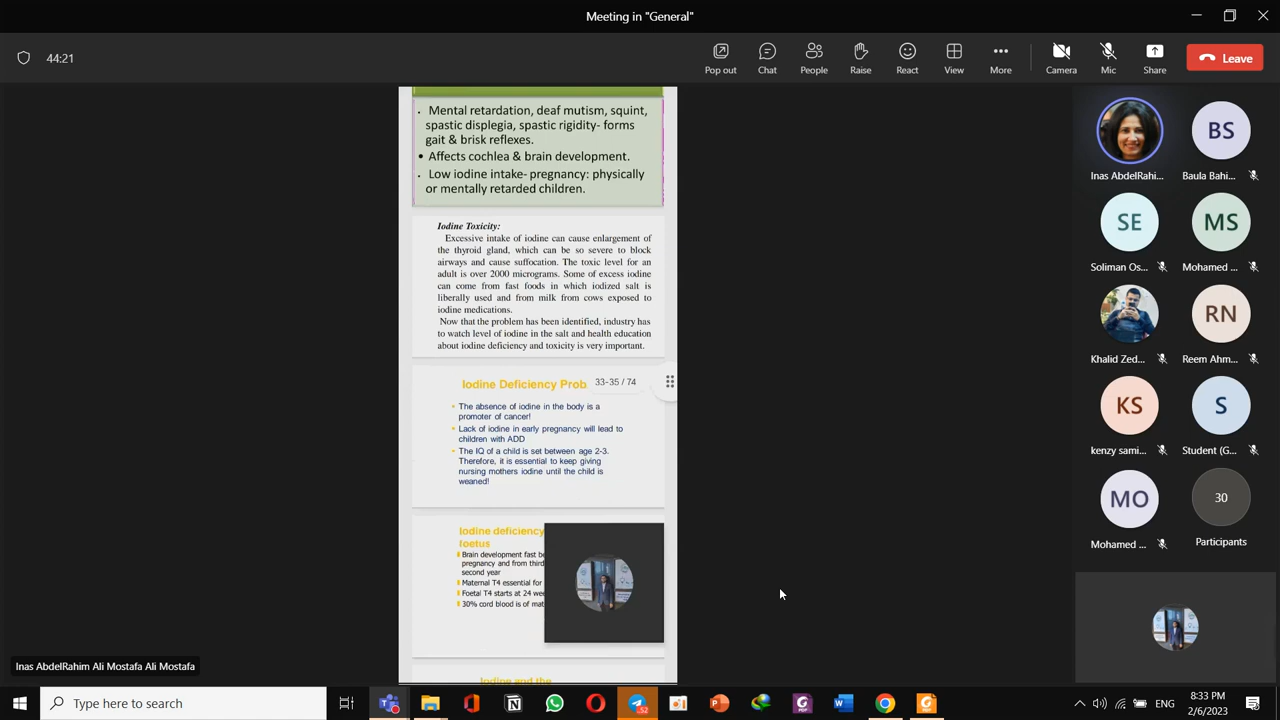 Meeting in "General"
44:21
Pop out
Chat
People
Raise
React
View
More
Camera
Mic
Share
Leave
. Mental retardation, deaf mutism, squint,
spastic displegia, spastic rigidity- forms
gait & brisk reflexes.
• Affects cochlea & brain development.
. Low iodine intake- pregnancy: physically
or mentally retarded children.
Iodine Toxicity:
Excessive intake of iodine can cause enlargement of
the thyroid gland, which can be so severe to block
airways and cause suffocation. The toxic level for an
adult is over 2000 micrograms. Some of excess iodine
can come from fast foods in which iodized salt is
liberally used and from milk from cows exposed to
iodine medications.
Now that the problem has been identified, industry has
to watch level of iodine in the salt and health education
about iodine deficiency and toxicity is very important.
Iodine Deficiency Prob
33-35 / 74
• The absence of iodine in the body is a
promoter of cancer!
• Lack of iodine in early pregnancy will lead to
children with ADD
• The IQ of a child is set between age 2-3.
Therefore, it is essential to keep giving
nursing mothers iodine until the child is
weaned!
Iodine deficiency
foetus
Brain development fast be
pregnancy and from third
second year
Maternal T4 essential for
Foetal T4 starts at 24 wee
30% cord blood is of mat
Iodine and the
Inas AbdelRahi...
BS
Baula Bahi...
SE
Soliman Os...
MS
Mohamed ...
Khalid Zed...
RN
Reem Ahm...
KS
kenzy sami...
S
Student (G...
MO
Mohamed ...
30
Participants
Inas AbdelRahim Ali Mostafa Ali Mostafa
Type here to search
52
8:33 PM
2/6/2023